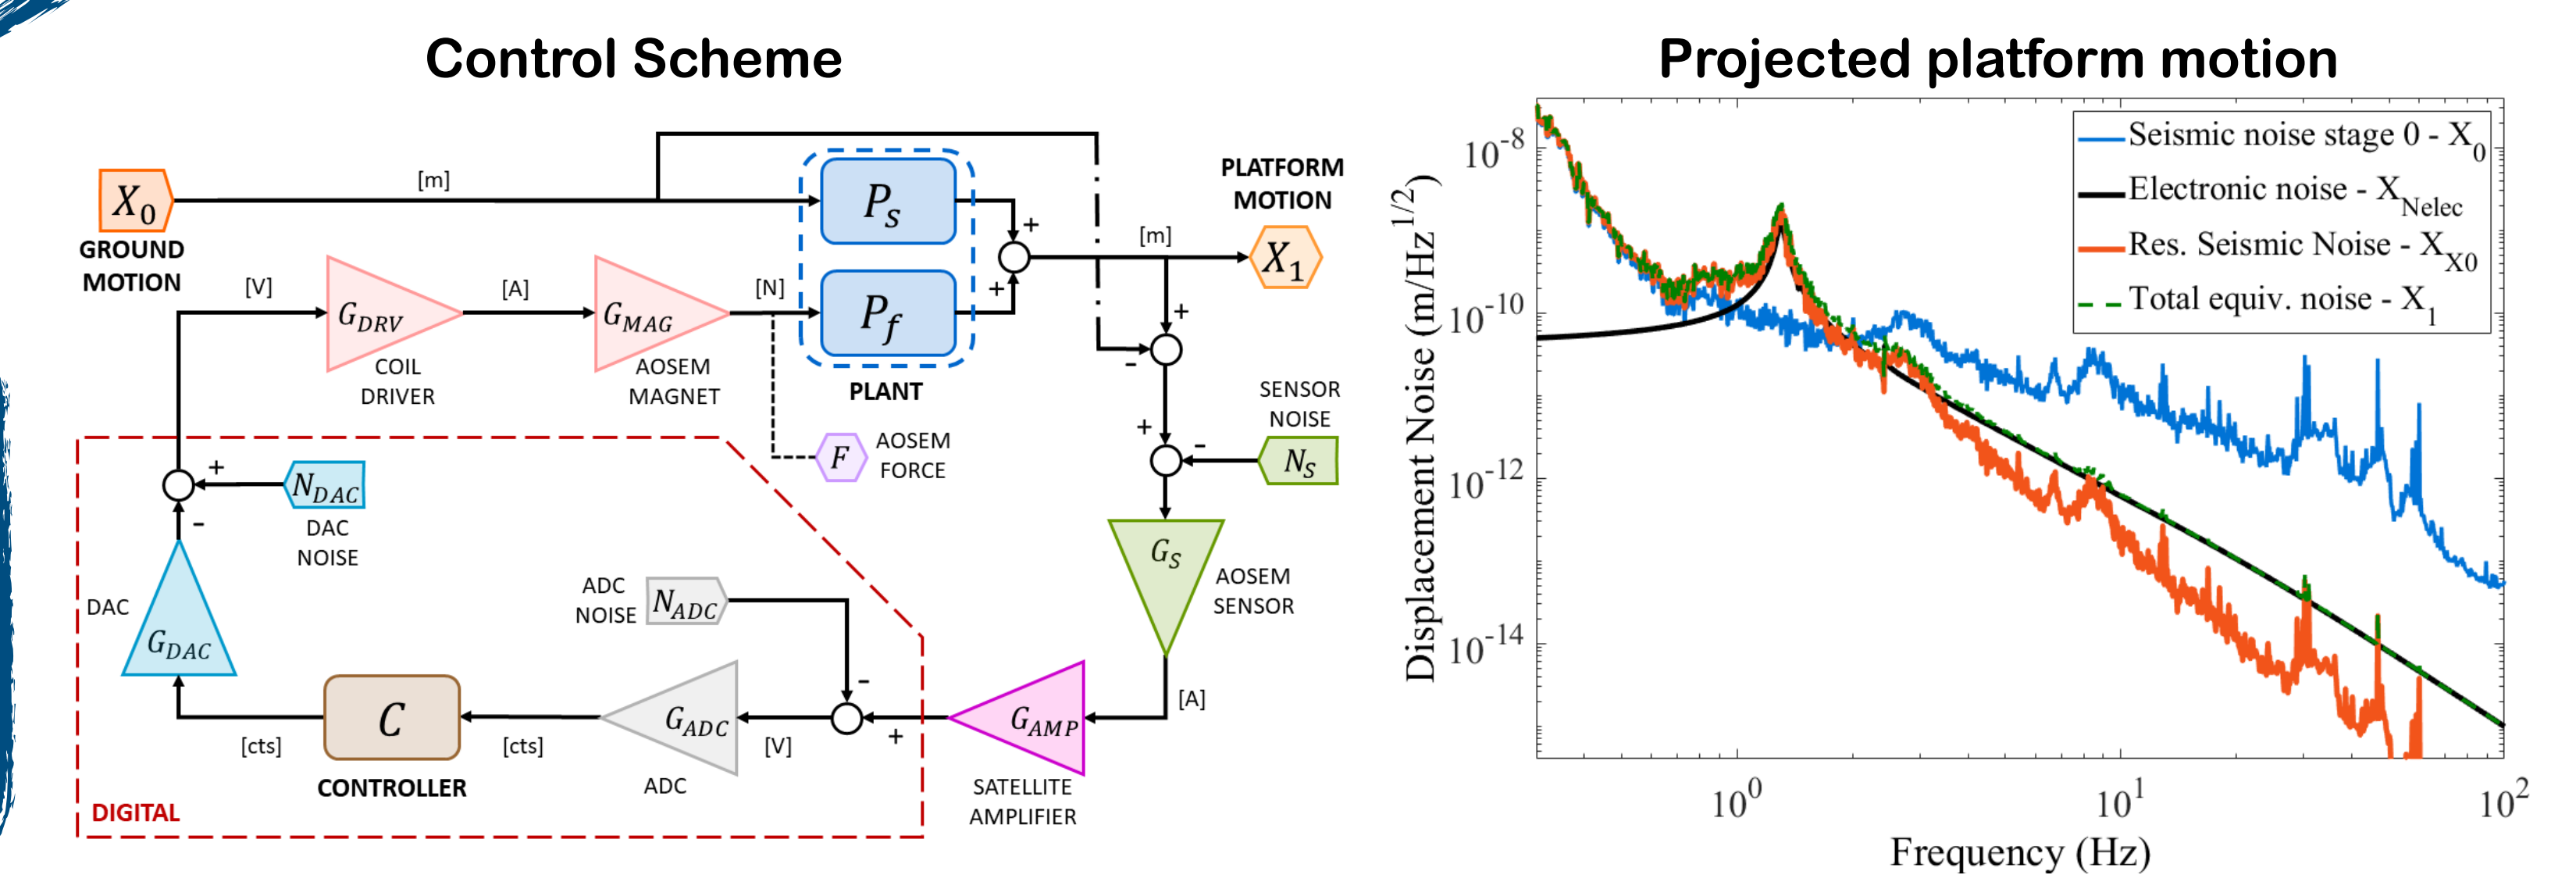 Control Scheme
X0
GROUND
MOTION
[m]
Ps
Pf
PLANT
+
+
[m]
PLATFORM
MOTION
X1
[V]
GDRV
COIL
DRIVER
[A]
GMAG
AOSEM
MAGNET
[N]
F
AOSEM
FORCE
+
-
+
-
SENSOR
NOISE
NS
GS
AOSEM
SENSOR
[A]
GAMP
SATELLITE
AMPLIFIER
+
-
ADC
NOISE
NADC
[V]
GADC
ADC
[cts]
C
CONTROLLER
[cts]
DAC
GDAC
-
+
NDAC
DAC
NOISE
DIGITAL
Projected platform motion
Seismic noise stage 0 - X0
Electronic noise - XNelec
Res. Seismic Noise - XX0
Total equiv. noise - X1
Displacement Noise (m/Hz1/2)
10-8
10-10
10-12
10-14
100
101
102
Frequency (Hz)